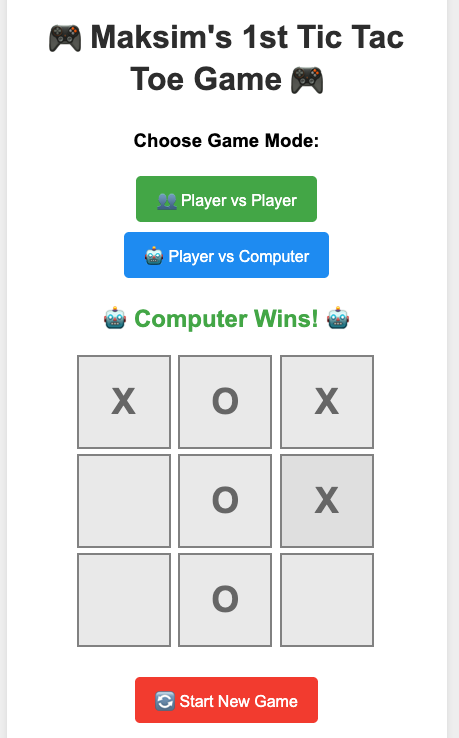 🎮 Maksim's 1st Tic Tac
Toe Game 🎮
Choose Game Mode:
👥 Player vs Player
🤖 Player vs Computer
🤖 Computer Wins! 🤖
X O X
O X
O
🔄 Start New Game